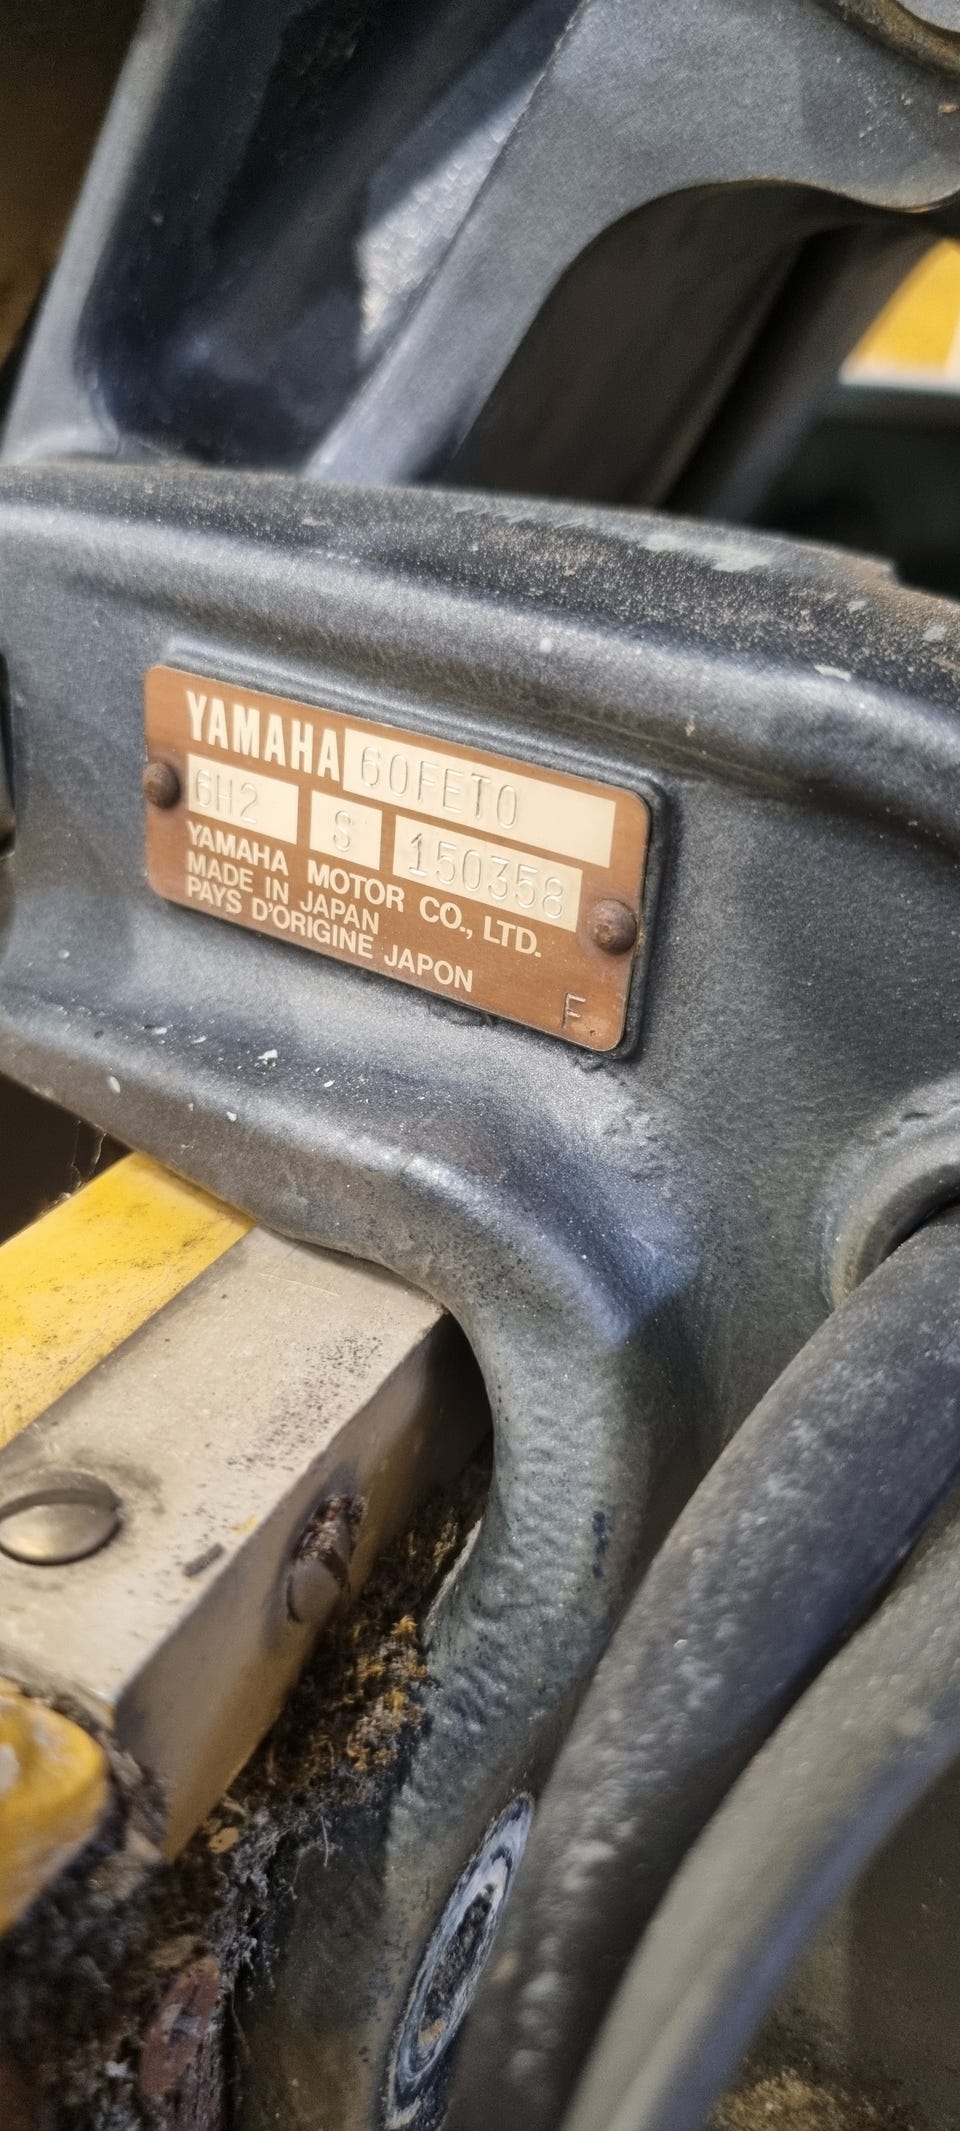 YAMAHA 60FETO
6H2 S 150358
YAMAHA MOTOR CO., LTD.
MADE IN JAPAN
PAYS D'ORIGINE JAPON
F